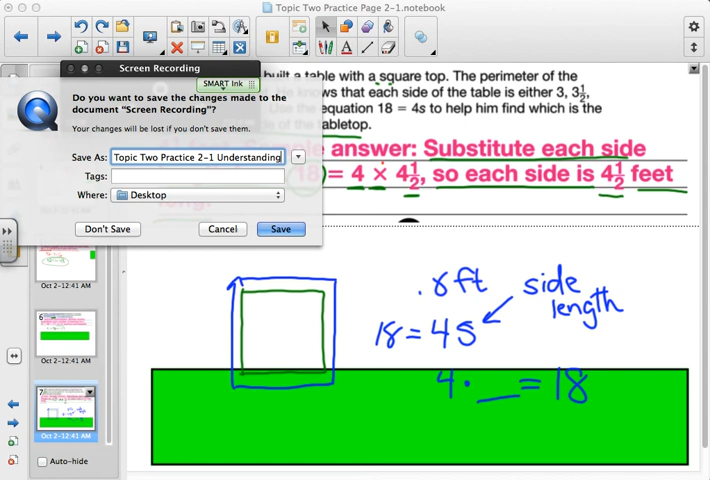 Topic Two Practice Page 2-1.notebook
Screen Recording
SMART Ink
Do you want to save the changes made to the
document “Screen Recording”?
Your changes will be lost if you don't save them.
Save As: Topic Two Practice 2-1 Understanding
Tags:
Where: Desktop
Don't Save
Cancel
Save
built a table with a square top. The perimeter of the
knows that each side of the table is either 3, 3½,
equation 18 = 4s to help him find which is the
tabletop.
answer: Substitute each side
= 4 × 4½, so each side is 4½ feet
Oct 2-12:41 AM
6
Oct 2-12:41 AM
7
Oct 2-12:41 AM
Auto-hide
ft
side
length
18 = 4S
4 · __ = 18